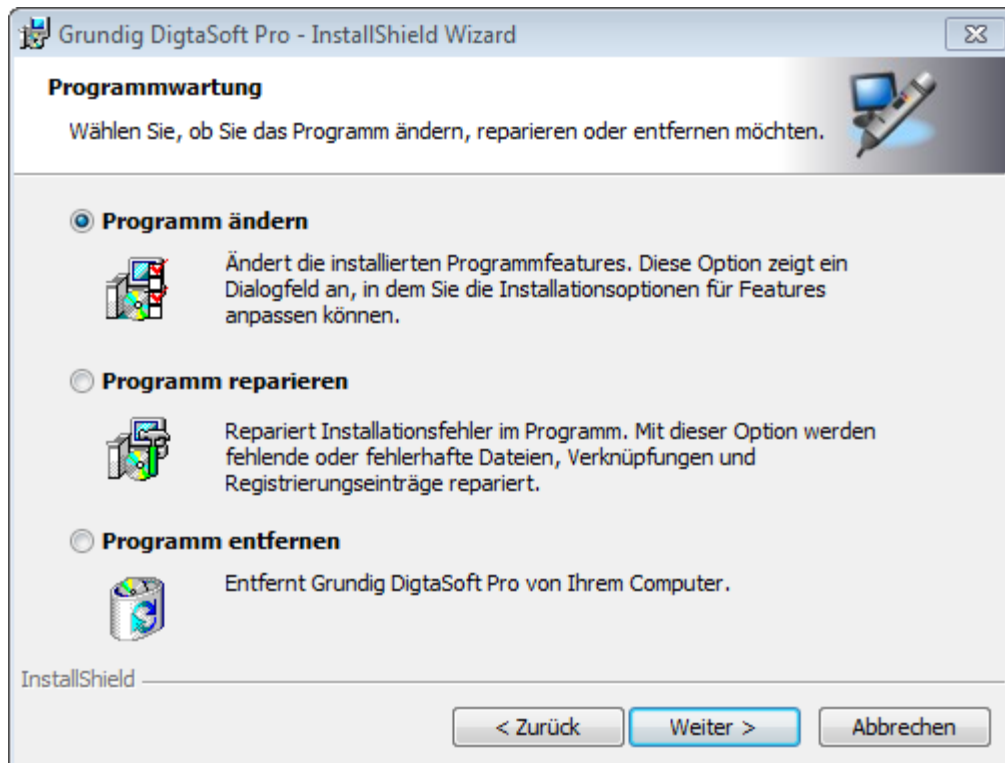 Grundig DigtaSoft Pro - InstallShield Wizard
Programmwartung
Wählen Sie, ob Sie das Programm ändern, reparieren oder entfernen möchten.
Programm ändern
Ändert die installierten Programmfeatures. Diese Option zeigt ein
Dialogfeld an, in dem Sie die Installationsoptionen für Features
anpassen können.
Programm reparieren
Repariert Installationsfehler im Programm. Mit dieser Option werden
fehlende oder fehlerhafte Dateien, Verknüpfungen und
Registrierungseinträge repariert.
Programm entfernen
Entfernt Grundig DigtaSoft Pro von Ihrem Computer.
InstallShield
< Zurück
Weiter >
Abbrechen